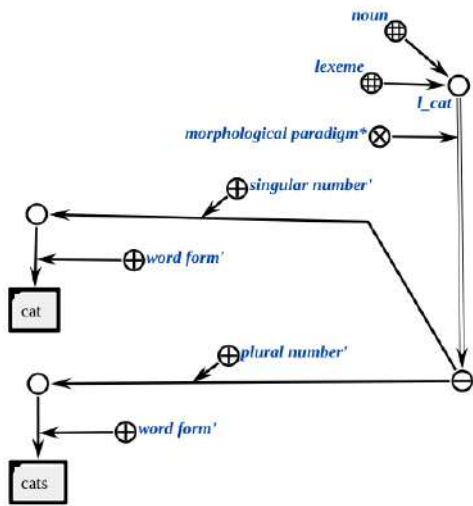 noun
lexeme
l_cat
morphological paradigm*
singular number'
word form'
cat
plural number'
word form'
cats